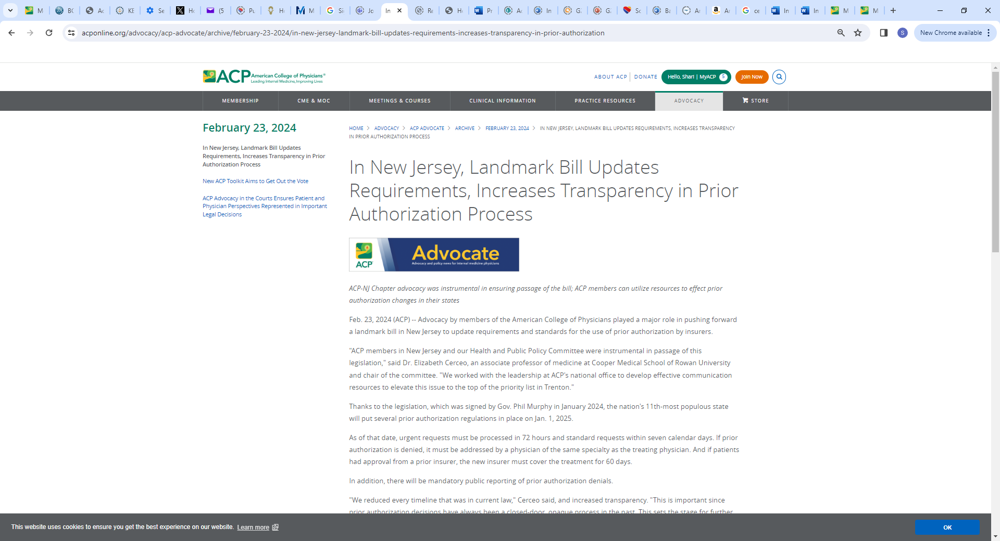 M
BC
Ac
KE
Se
Ho
(5
Pu
Ho
M
Si
Jo
In
Re
Ho
Pr
Ac
In
G
G
Sc
Ba
Ar
Ar
ce
In
In
M
M
acponline.org/advocacy/acp-advocate/archive/february-23-2024/in-new-jersey-landmark-bill-updates-requirements-increases-transparency-in-prior-authorization
S
New Chrome available
ACP American College of Physicians®
Leading Internal Medicine, Improving Lives
ABOUT ACP
DONATE
Hello, Shari | MyACP 5
Join Now
MEMBERSHIP
CME & MOC
MEETINGS & COURSES
CLINICAL INFORMATION
PRACTICE RESOURCES
ADVOCACY
STORE
February 23, 2024
In New Jersey, Landmark Bill Updates
Requirements, Increases Transparency in Prior
Authorization Process
New ACP Toolkit Aims to Get Out the Vote
ACP Advocacy in the Courts Ensures Patient and
Physician Perspectives Represented in Important
Legal Decisions
HOME > ADVOCACY > ACP ADVOCATE > ARCHIVE > FEBRUARY 23, 2024 > IN NEW JERSEY, LANDMARK BILL UPDATES REQUIREMENTS, INCREASES TRANSPARENCY
IN PRIOR AUTHORIZATION PROCESS
In New Jersey, Landmark Bill Updates
Requirements, Increases Transparency in Prior
Authorization Process
ACP
Advocate
Advocacy and policy news for internal medicine physicians
ACP-NJ Chapter advocacy was instrumental in ensuring passage of the bill; ACP members can utilize resources to effect prior
authorization changes in their states
Feb. 23, 2024 (ACP) -- Advocacy by members of the American College of Physicians played a major role in pushing forward
a landmark bill in New Jersey to update requirements and standards for the use of prior authorization by insurers.
"ACP members in New Jersey and our Health and Public Policy Committee were instrumental in passage of this
legislation," said Dr. Elizabeth Cerceo, an associate professor of medicine at Cooper Medical School of Rowan University
and chair of the committee. "We worked with the leadership at ACP's national office to develop effective communication
resources to elevate this issue to the top of the priority list in Trenton."
Thanks to the legislation, which was signed by Gov. Phil Murphy in January 2024, the nation's 11th-most populous state
will put several prior authorization regulations in place on Jan. 1, 2025.
As of that date, urgent requests must be processed in 72 hours and standard requests within seven calendar days. If prior
authorization is denied, it must be addressed by a physician of the same specialty as the treating physician. And if patients
had approval from a prior insurer, the new insurer must cover the treatment for 60 days.
In addition, there will be mandatory public reporting of prior authorization denials.
"We reduced every timeline that was in current law," Cerceo said, and increased transparency. "This is important since
prior authorization decisions have always been a closed-door, opaque process in the past. This sets the stage for further
This website uses cookies to ensure you get the best experience on our website. Learn more
OK